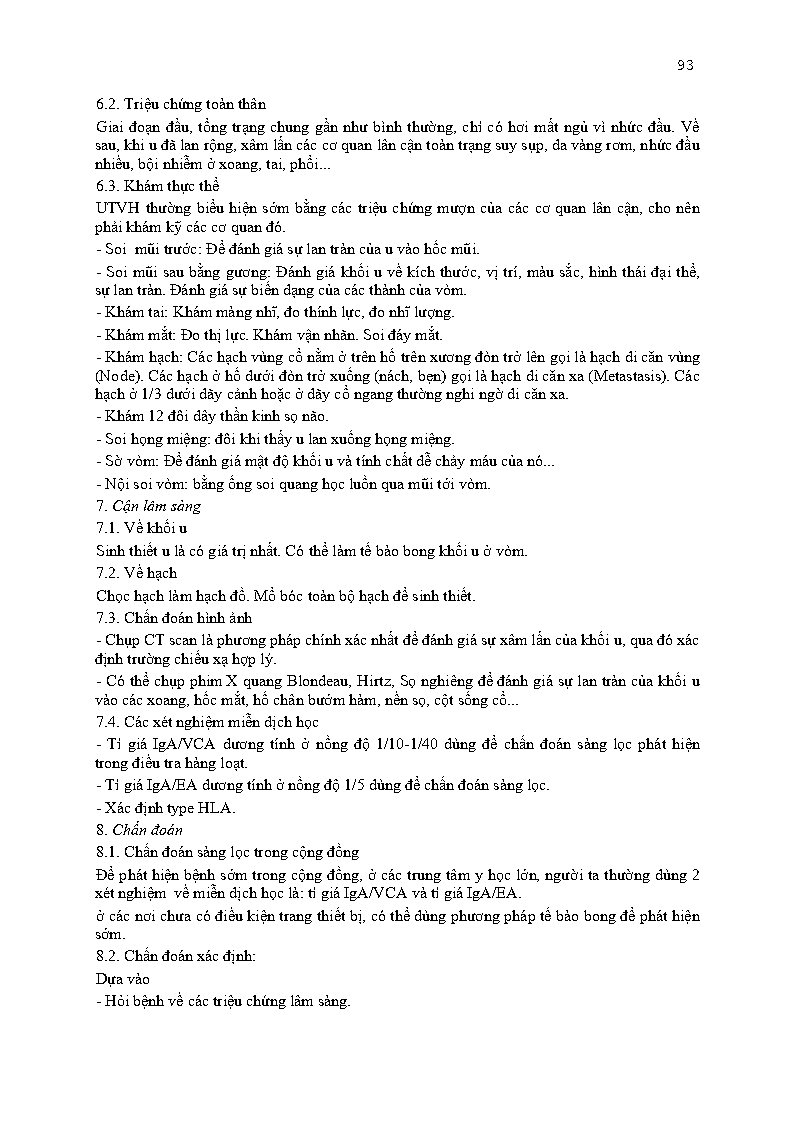 93
6.2. Triệu chứng toàn thân
Giai đoạn đầu, tổng trạng chung gần như bình thường, chỉ có hơi mất ngủ vì nhức đầu. Về
sau, khi u đã lan rộng, xâm lấn các cơ quan lân cận toàn trạng suy sụp, da vàng rơm, nhức đầu
nhiều, bội nhiễm ở xoang, tai, phổi...
6.3. Khám thực thể
UTVH thường biểu hiện sớm bằng các triệu chứng mượn của các cơ quan lân cận, cho nên
phải khám kỹ các cơ quan đó.
- Soi  mũi trước: Để đánh giá sự lan tràn của u vào hốc mũi.
- Soi mũi sau bằng gương: Đánh giá khối u về kích thước, vị trí, màu sắc, hình thái đại thể,
sự lan tràn. Đánh giá sự biến dạng của các thành của vòm.
- Khám tai: Khám màng nhĩ, đo thính lực, đo nhĩ lượng.
- Khám mắt: Đo thị lực. Khám vận nhãn. Soi đáy mắt.
- Khám hạch: Các hạch vùng cổ nằm ở trên hố trên xương đòn trở lên gọi là hạch di căn vùng
(Node). Các hạch ở hố dưới đòn trở xuống (nách, bẹn) gọi là hạch di căn xa (Metastasis). Các
hạch ở 1/3 dưới dãy cảnh hoặc ở dãy cổ ngang thường nghi ngờ di căn xa.
- Khám 12 đôi dây thần kinh sọ não.
- Soi họng miệng: đôi khi thấy u lan xuống họng miệng.
- Sờ vòm: Để đánh giá mật độ khối u và tính chất dễ chảy máu của nó...
- Nội soi vòm: bằng ống soi quang học luồn qua mũi tới vòm.
7. Cận lâm sàng
7.1. Về khối u
Sinh thiết u là có giá trị nhất. Có thể làm tế bào bong khối u ở vòm.
7.2. Về hạch
Chọc hạch làm hạch đồ. Mổ bóc toàn bộ hạch để sinh thiết.
7.3. Chẩn đoán hình ảnh
- Chụp CT scan là phương pháp chính xác nhất để đánh giá sự xâm lấn của khối u, qua đó xác
định trường chiếu xạ hợp lý.
- Có thể chụp phim X quang Blondeau, Hirtz, Sọ nghiêng để đánh giá sự lan tràn của khối u
vào các xoang, hốc mắt, hố chân bướm hàm, nền sọ, cột sống cổ...
7.4. Các xét nghiệm miễn dịch học
- Tỉ giá IgA/VCA dương tính ở nồng độ 1/10-1/40 dùng để chẩn đoán sàng lọc phát hiện
trong điều tra hàng loạt.
- Tỉ giá IgA/EA dương tính ở nồng độ 1/5 dùng để chẩn đoán sàng lọc.
- Xác định type HLA.
8. Chẩn đoán
8.1. Chẩn đoán sàng lọc trong cộng đồng
Để phát hiện bệnh sớm trong cộng đồng, ở các trung tâm y học lớn, người ta thường dùng 2
xét nghiệm  về miễn dịch học là: tỉ giá IgA/VCA và tỉ giá IgA/EA.
ở các nơi chưa có điều kiện trang thiết bị, có thể dùng phương pháp tế bào bong để phát hiện
sớm.
8.2. Chẩn đoán xác định:
Dựa vào
- Hỏi bệnh về các triệu chứng lâm sàng.